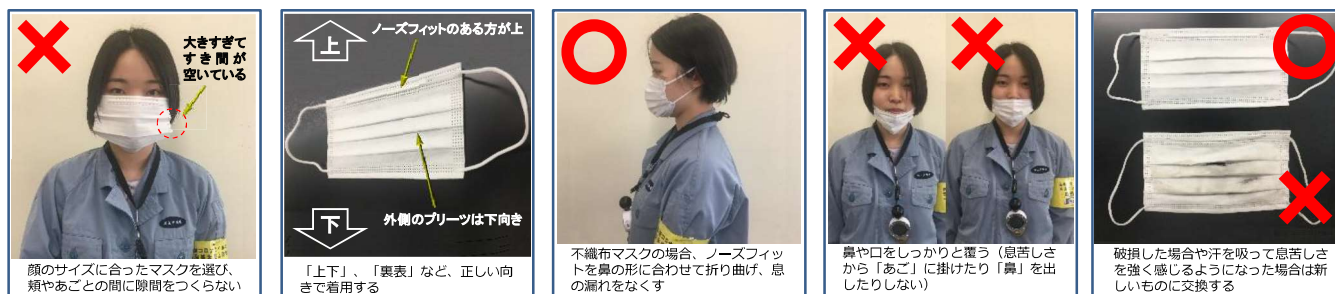 大きすぎて
すき間が
空いている
顔のサイズに合ったマスクを選び、
頬やあごとの間に隙間をつくらない
上
ノーズフィットのある方が上
外側のプリーツは下向き
下
「上下」、「裏表」など、正しい向
きで着用する
不織布マスクの場合、ノーズフィッ
トを鼻の形に合わせて折り曲げ、息
の漏れをなくす
鼻や口をしっかりと覆う（息苦しさ
から「あご」に掛けたり「鼻」を出
したりしない）
破損した場合や汗を吸って息苦しさ
を強く感じるようになった場合は新
しいものに交換する